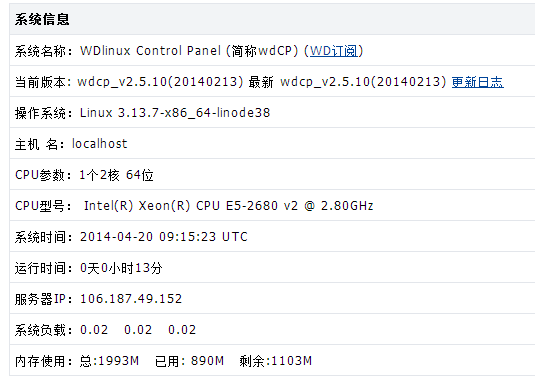 系统信息
系统名称：WDlinux Control Panel (简称wdCP) (WD订阅)
当前版本: wdcp_v2.5.10(20140213) 最新 wdcp_v2.5.10(20140213) 更新日志
操作系统：Linux 3.13.7-x86_64-linode38
主机 名：localhost
CPU参数：1个2核 64位
CPU型号： Intel(R) Xeon(R) CPU E5-2680 v2 @ 2.80GHz
系统时间：2014-04-20 09:15:23 UTC
运行时间：0天0小时13分
服务器IP：106.187.49.152
系统负载：0.02 0.02 0.02
内存使用：总:1993M 已用: 890M 剩余:1103M